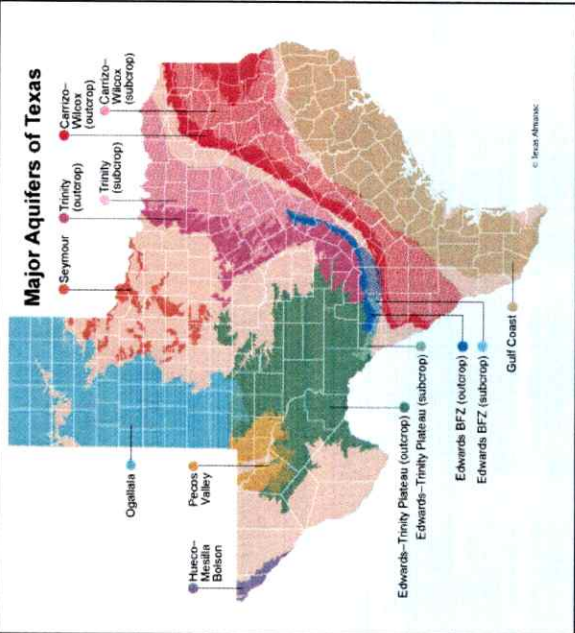 Major Aquifers of Texas
Seymour
Trinity
(outcrop)
Trinity
(subcrop)
Carrizo–
Wilcox
(outcrop)
Carrizo–
Wilcox
(subcrop)
Ogallala
Pecos
Valley
Hueco–
Mesilla
Bolson
Edwards–Trinity Plateau (outcrop)
Edwards–Trinity Plateau (subcrop)
Edwards BFZ (outcrop)
Edwards BFZ (subcrop)
Gulf Coast
© Texas Almanac